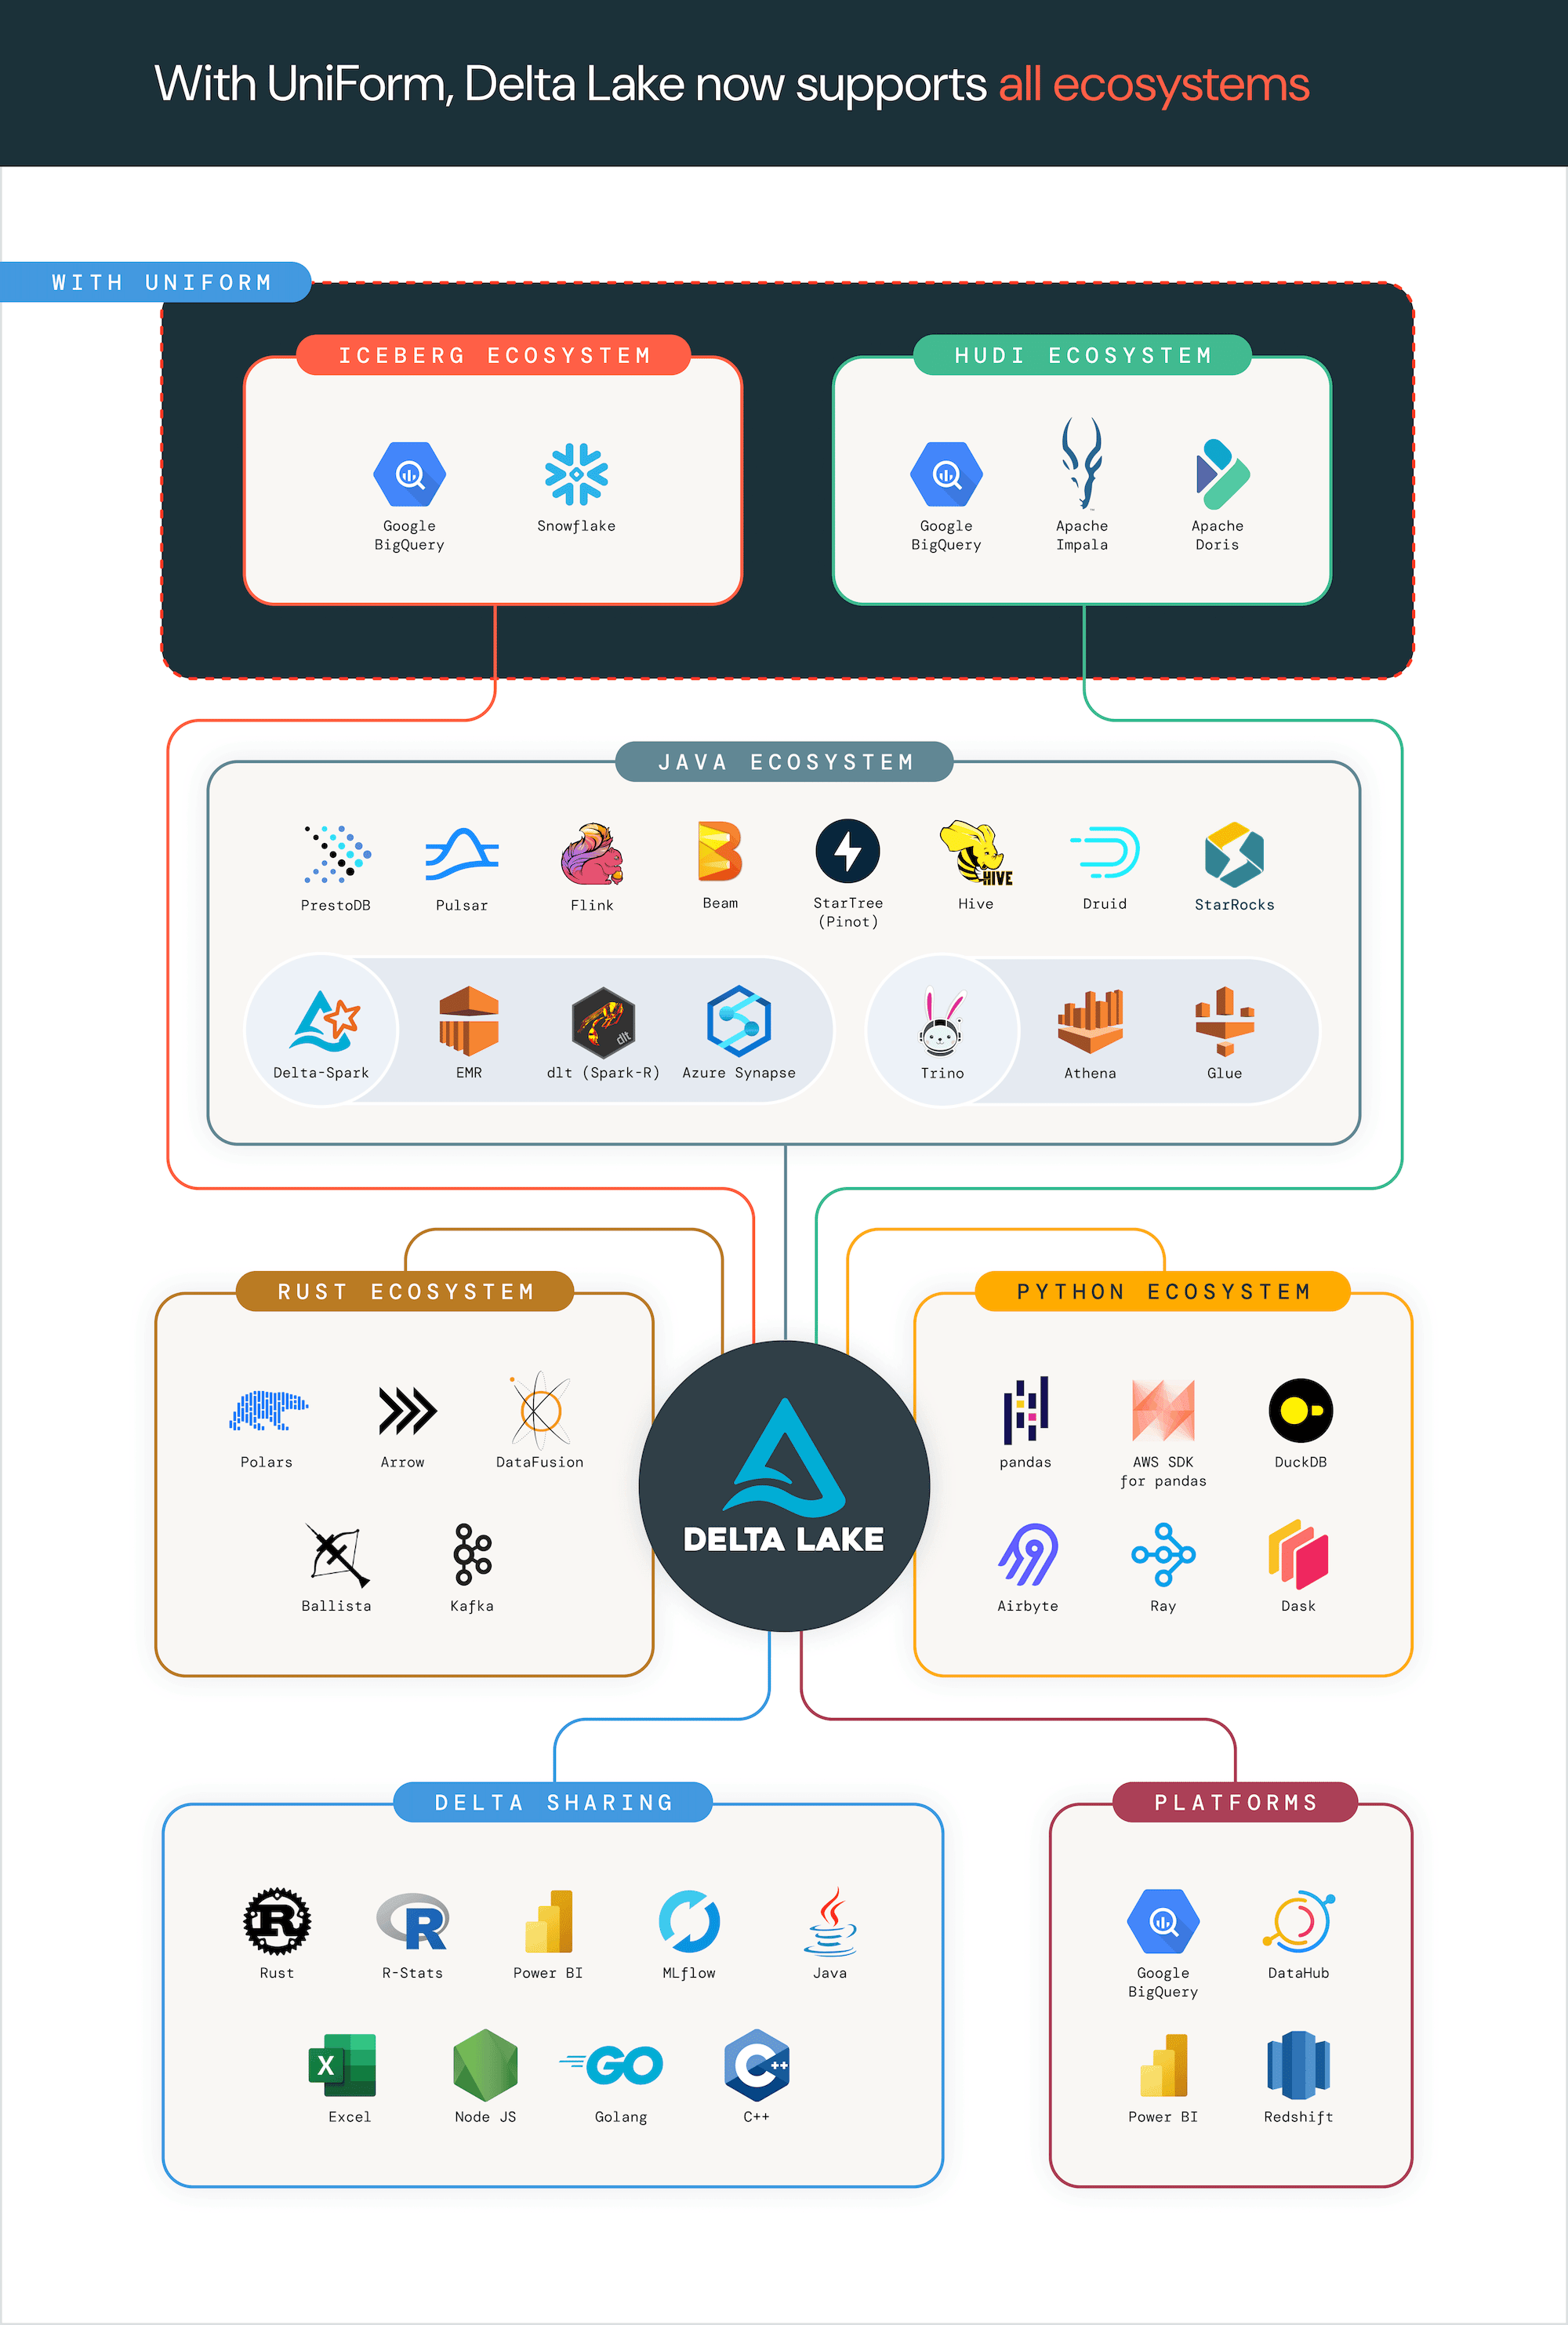 With UniForm, Delta Lake now supports all ecosystems
WITH UNIFORM
ICEBERG ECOSYSTEM
Google
BigQuery
Snowflake
HUDI ECOSYSTEM
Google
BigQuery
Apache
Impala
Apache
Doris
JAVA ECOSYSTEM
PrestoDB
Pulsar
Flink
Beam
StarTree
(Pinot)
HIVE
Hive
Druid
StarRocks
Delta-Spark
EMR
dlt
dlt (Spark-R)
Azure Synapse
Trino
Athena
Glue
RUST ECOSYSTEM
Polars
Arrow
DataFusion
Ballista
Kafka
DELTA LAKE
PYTHON ECOSYSTEM
pandas
AWS SDK
for pandas
DuckDB
Airbyte
Ray
Dask
DELTA SHARING
R
Rust
R
R-Stats
Power BI
MLflow
Java
X
Excel
Node JS
GO
Golang
C++
C++
PLATFORMS
Google
BigQuery
DataHub
Power BI
Redshift